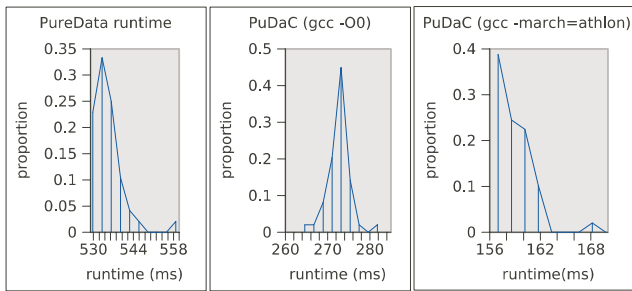 PureData runtime
0.35
0.3
0.25
0.2
0.15
0.1
0.05
0
proportion
530 544 558
runtime (ms)
PuDaC (gcc -O0)
0.5
0.4
0.3
0.2
0.1
0
proportion
260 270 280
runtime (ms)
PuDaC (gcc -march=athlon)
0.4
0.3
0.2
0.1
0
proportion
156 162 168
runtime(ms)